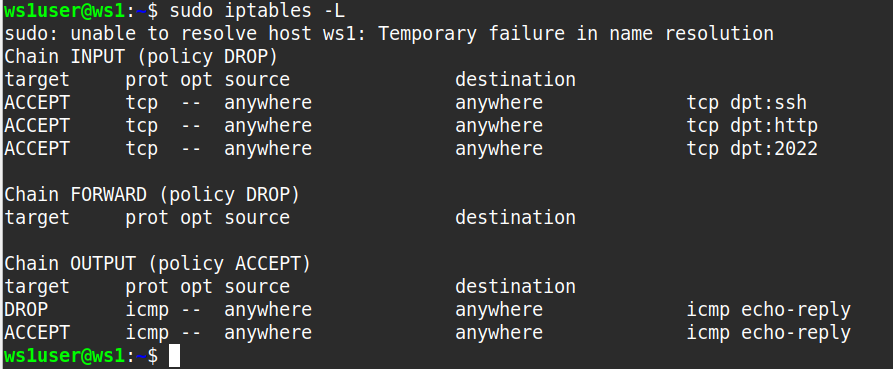 ws1user@ws1:~$ sudo iptables -L
sudo: unable to resolve host ws1: Temporary failure in name resolution
Chain INPUT (policy DROP)
target     prot opt source               destination
ACCEPT     tcp  --  anywhere             anywhere             tcp dpt:ssh
ACCEPT     tcp  --  anywhere             anywhere             tcp dpt:http
ACCEPT     tcp  --  anywhere             anywhere             tcp dpt:2022

Chain FORWARD (policy DROP)
target     prot opt source               destination

Chain OUTPUT (policy ACCEPT)
target     prot opt source               destination
DROP       icmp --  anywhere             anywhere             icmp echo-reply
ACCEPT     icmp --  anywhere             anywhere             icmp echo-reply
ws1user@ws1:~$